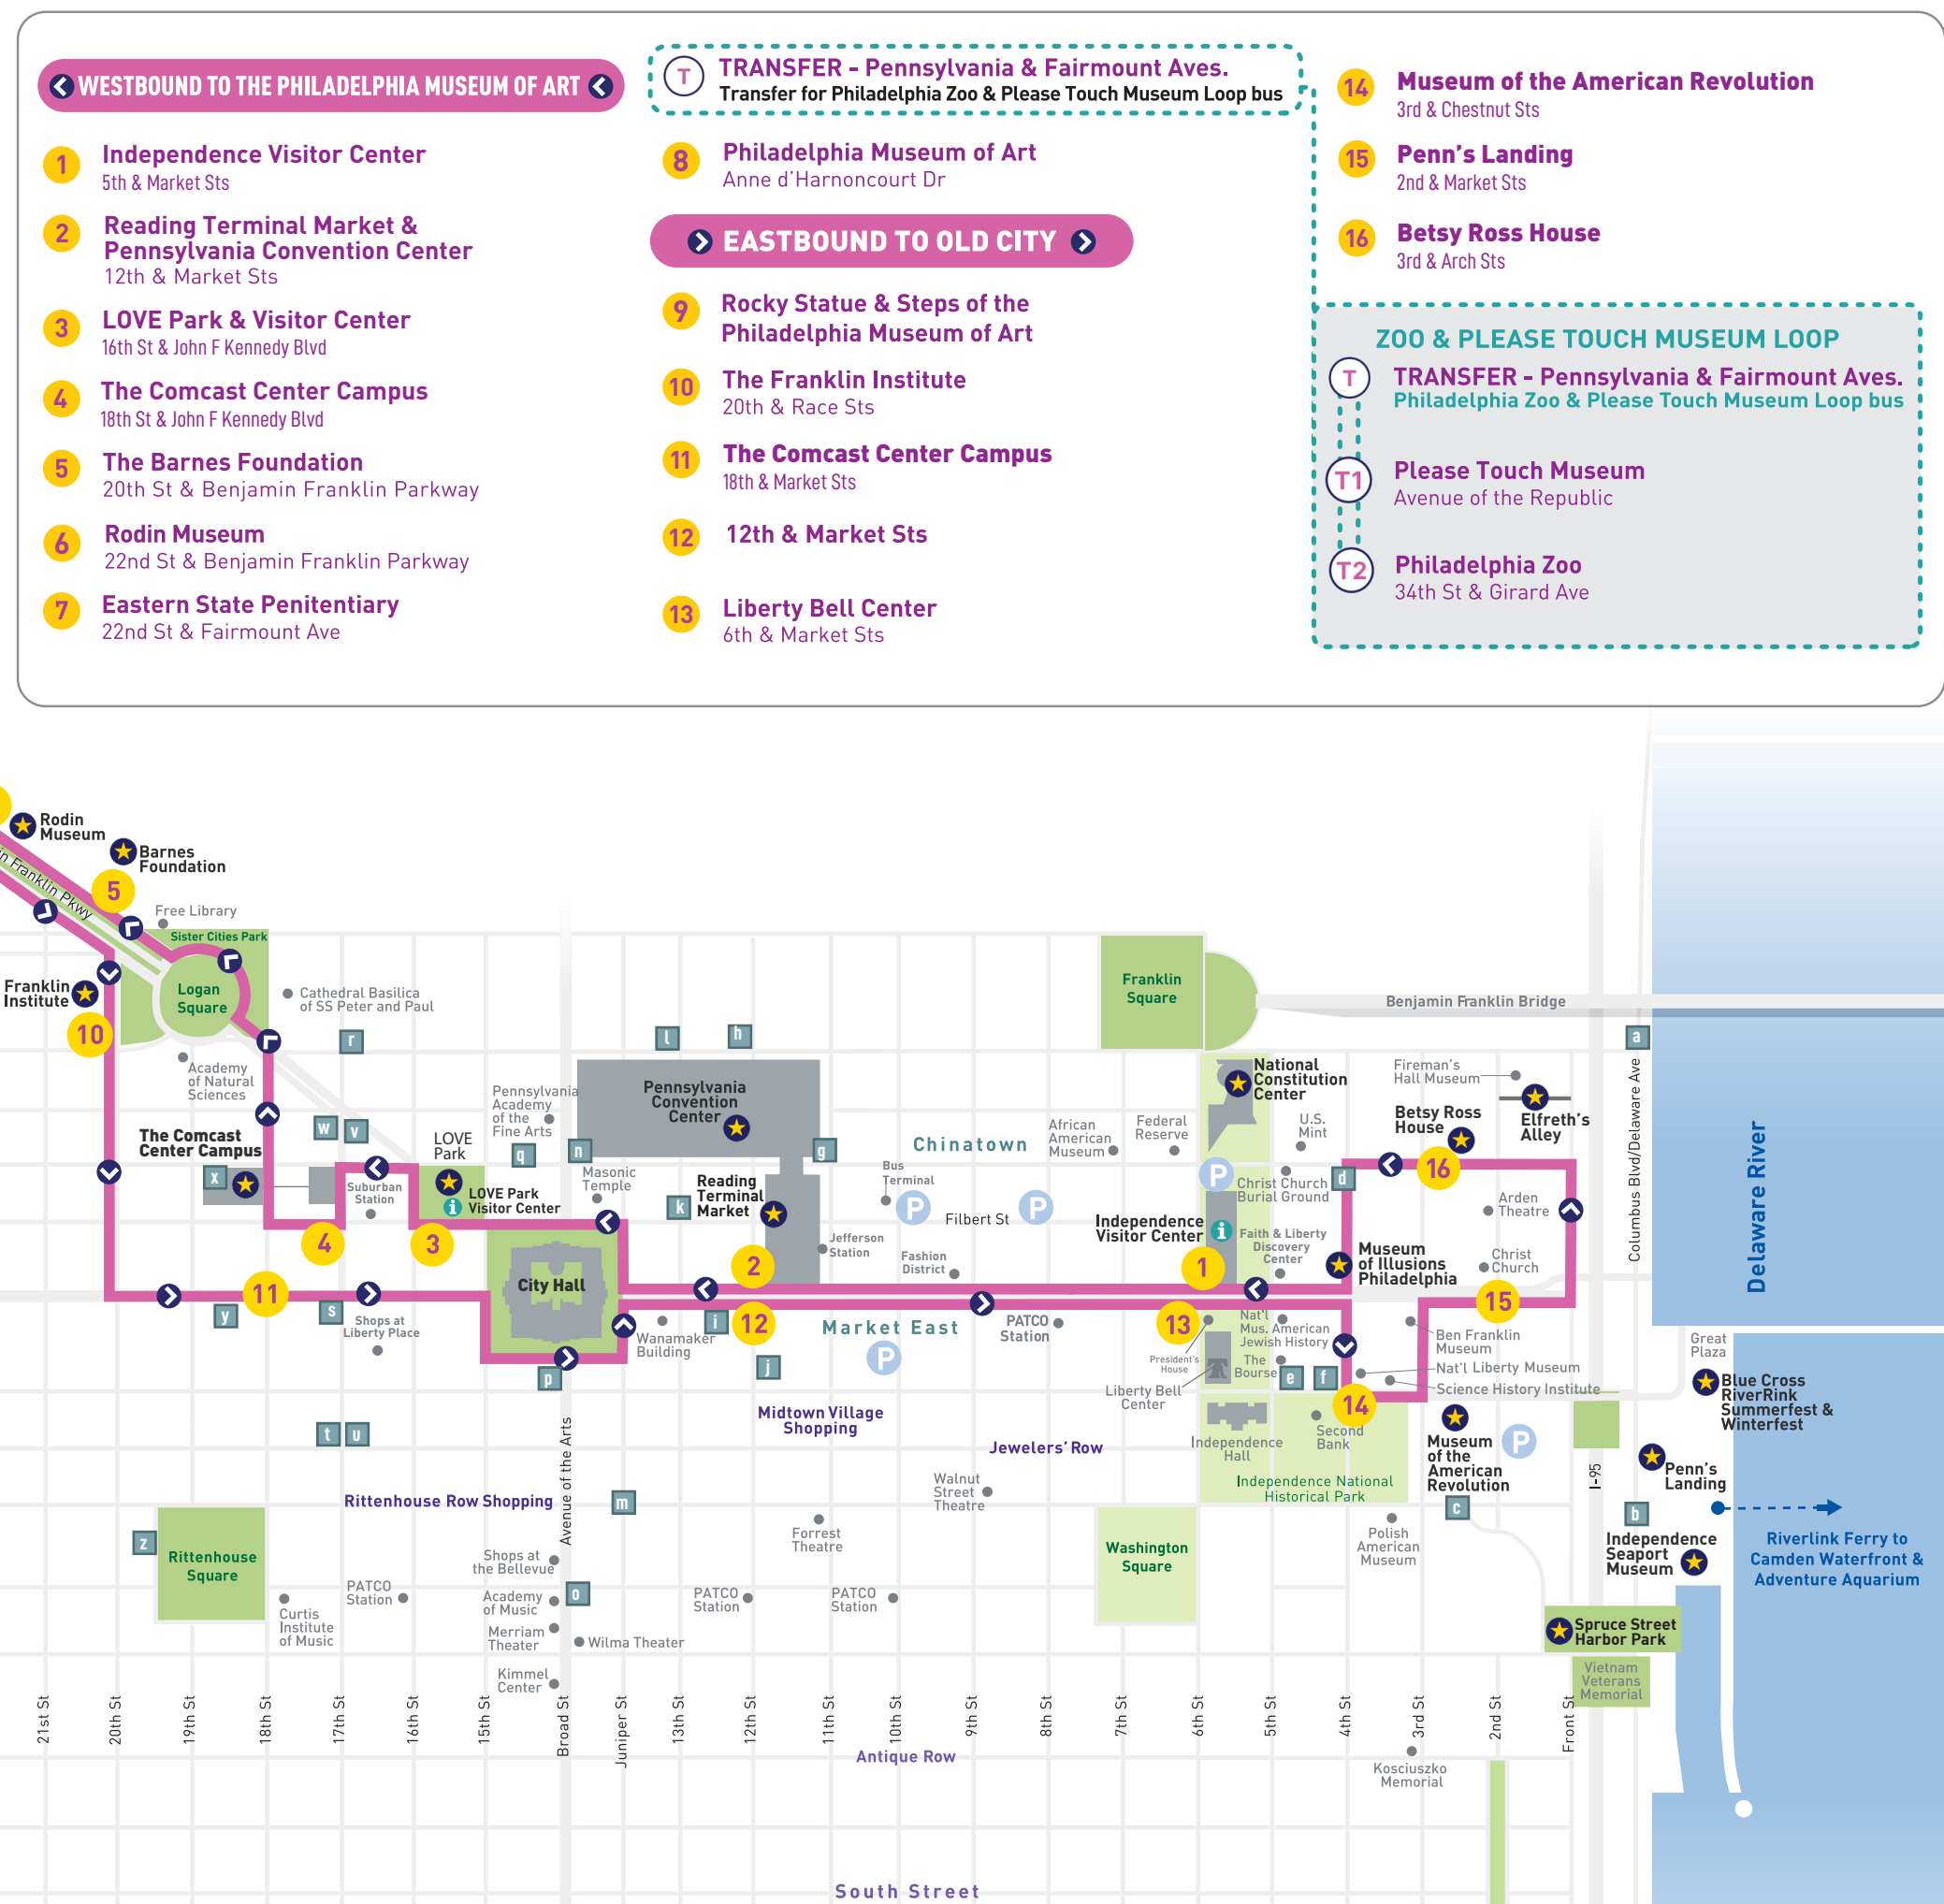 WESTBOUND TO THE PHILADELPHIA MUSEUM OF ART
1
Independence Visitor Center
5th & Market Sts
2
Reading Terminal Market &
Pennsylvania Convention Center
12th & Market Sts
3
LOVE Park & Visitor Center
16th St & John F Kennedy Blvd
4
The Comcast Center Campus
18th St & John F Kennedy Blvd
5
The Barnes Foundation
20th St & Benjamin Franklin Parkway
6
Rodin Museum
22nd St & Benjamin Franklin Parkway
7
Eastern State Penitentiary
22nd St & Fairmount Ave
T
TRANSFER - Pennsylvania & Fairmount Aves.
Transfer for Philadelphia Zoo & Please Touch Museum Loop bus
8
Philadelphia Museum of Art
Anne d'Harnoncourt Dr
EASTBOUND TO OLD CITY
9
Rocky Statue & Steps of the
Philadelphia Museum of Art
10
The Franklin Institute
20th & Race Sts
11
The Comcast Center Campus
18th & Market Sts
12
12th & Market Sts
13
Liberty Bell Center
6th & Market Sts
14
Museum of the American Revolution
3rd & Chestnut Sts
15
Penn's Landing
2nd & Market Sts
16
Betsy Ross House
3rd & Arch Sts
ZOO & PLEASE TOUCH MUSEUM LOOP
T
TRANSFER - Pennsylvania & Fairmount Aves.
Philadelphia Zoo & Please Touch Museum Loop bus
T1
Please Touch Museum
Avenue of the Republic
T2
Philadelphia Zoo
34th St & Girard Ave
Rodin
Museum
Barnes
Foundation
5
in Franklin Pkwy
Free Library
Sister Cities Park
Logan
Square
Franklin
Institute
10
Cathedral Basilica
of SS Peter and Paul
Academy
of Natural
Sciences
r
l
h
Franklin
Square
Benjamin Franklin Bridge
a
The Comcast
Center Campus
x
w
v
LOVE
Park
Suburban
Station
LOVE Park
Visitor Center
i
4
3
Pennsylvania
Academy
of the
Fine Arts
q
n
Masonic
Temple
Pennsylvania
Convention
Center
g
k
Reading
Terminal
Market
Jefferson
Station
2
Chinatown
Bus
Terminal
P
Filbert St
P
Fashion
District
African
American
Museum
Federal
Reserve
National
Constitution
Center
U.S.
Mint
P
Christ Church
Burial Ground
d
Independence
Visitor Center
i
Faith & Liberty
Discovery
Center
1
Museum
of Illusions
Philadelphia
Fireman's
Hall Museum
Betsy Ross
House
Elfreth's
Alley
16
Arden
Theatre
Christ
Church
15
Columbus Blvd/Delaware Ave
Delaware River
City Hall
11
y
s
Shops at
Liberty Place
p
Wanamaker
Building
i
12
j
Market East
P
PATCO
Station
13
President's
House
Liberty Bell
Center
Nat'l
Mus. American
Jewish History
The
Bourse
e
f
14
Ben Franklin
Museum
Nat'l Liberty Museum
Science History Institute
Great
Plaza
Blue Cross
RiverRink
Summerfest &
Winterfest
Midtown Village
Shopping
Jewelers' Row
Independence
Hall
Second
Bank
Independence National
Historical Park
Museum
of the
American
Revolution
c
P
I-95
Penn's
Landing
b
Independence
Seaport
Museum
Riverlink Ferry to
Camden Waterfront &
Adventure Aquarium
t
u
Rittenhouse Row Shopping
Avenue of the Arts
m
Walnut
Street
Theatre
z
Rittenhouse
Square
Shops at
the Bellevue
Forrest
Theatre
Washington
Square
Polish
American
Museum
Curtis
Institute
of Music
PATCO
Station
Academy
of Music
o
Merriam
Theater
Wilma Theater
Kimmel
Center
PATCO
Station
PATCO
Station
Spruce Street
Harbor Park
Vietnam
Veterans
Memorial
21st St
20th St
19th St
18th St
17th St
16th St
15th St
Broad St
Juniper St
13th St
12th St
11th St
10th St
9th St
8th St
7th St
6th St
5th St
4th St
3rd St
2nd St
Front St
Antique Row
Kosciuszko
Memorial
South Street